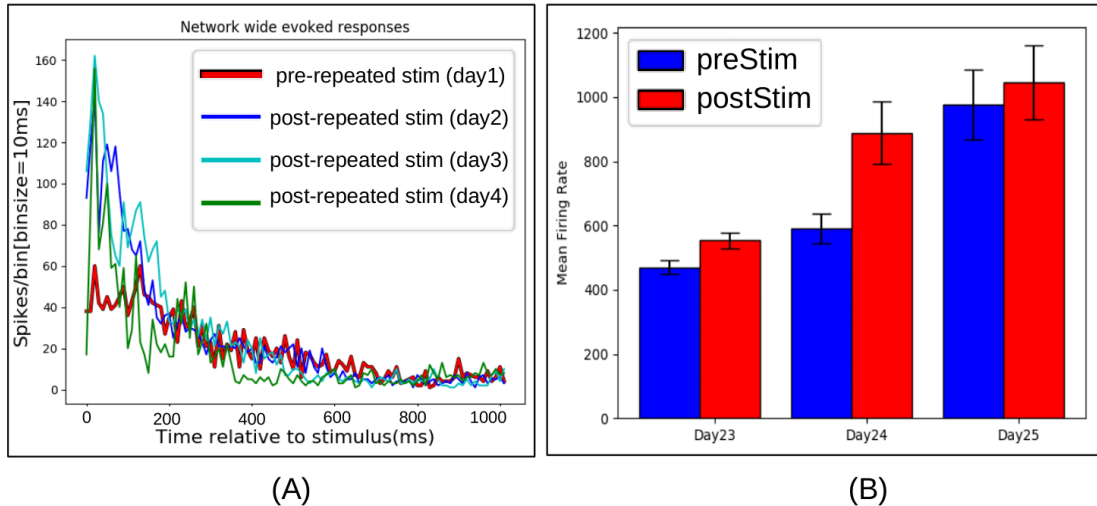 Network wide evoked responses
160
140
120
100
80
60
40
20
0
Spikes/bin[binsize=10ms]
pre-repeated stim (day1)
post-repeated stim (day2)
post-repeated stim (day3)
post-repeated stim (day4)
0 200 400 600 800 1000
Time relative to stimulus(ms)
(A)
1200
1000
800
600
400
200
0
Mean Firing Rate
preStim
postStim
Day23 Day24 Day25
(B)